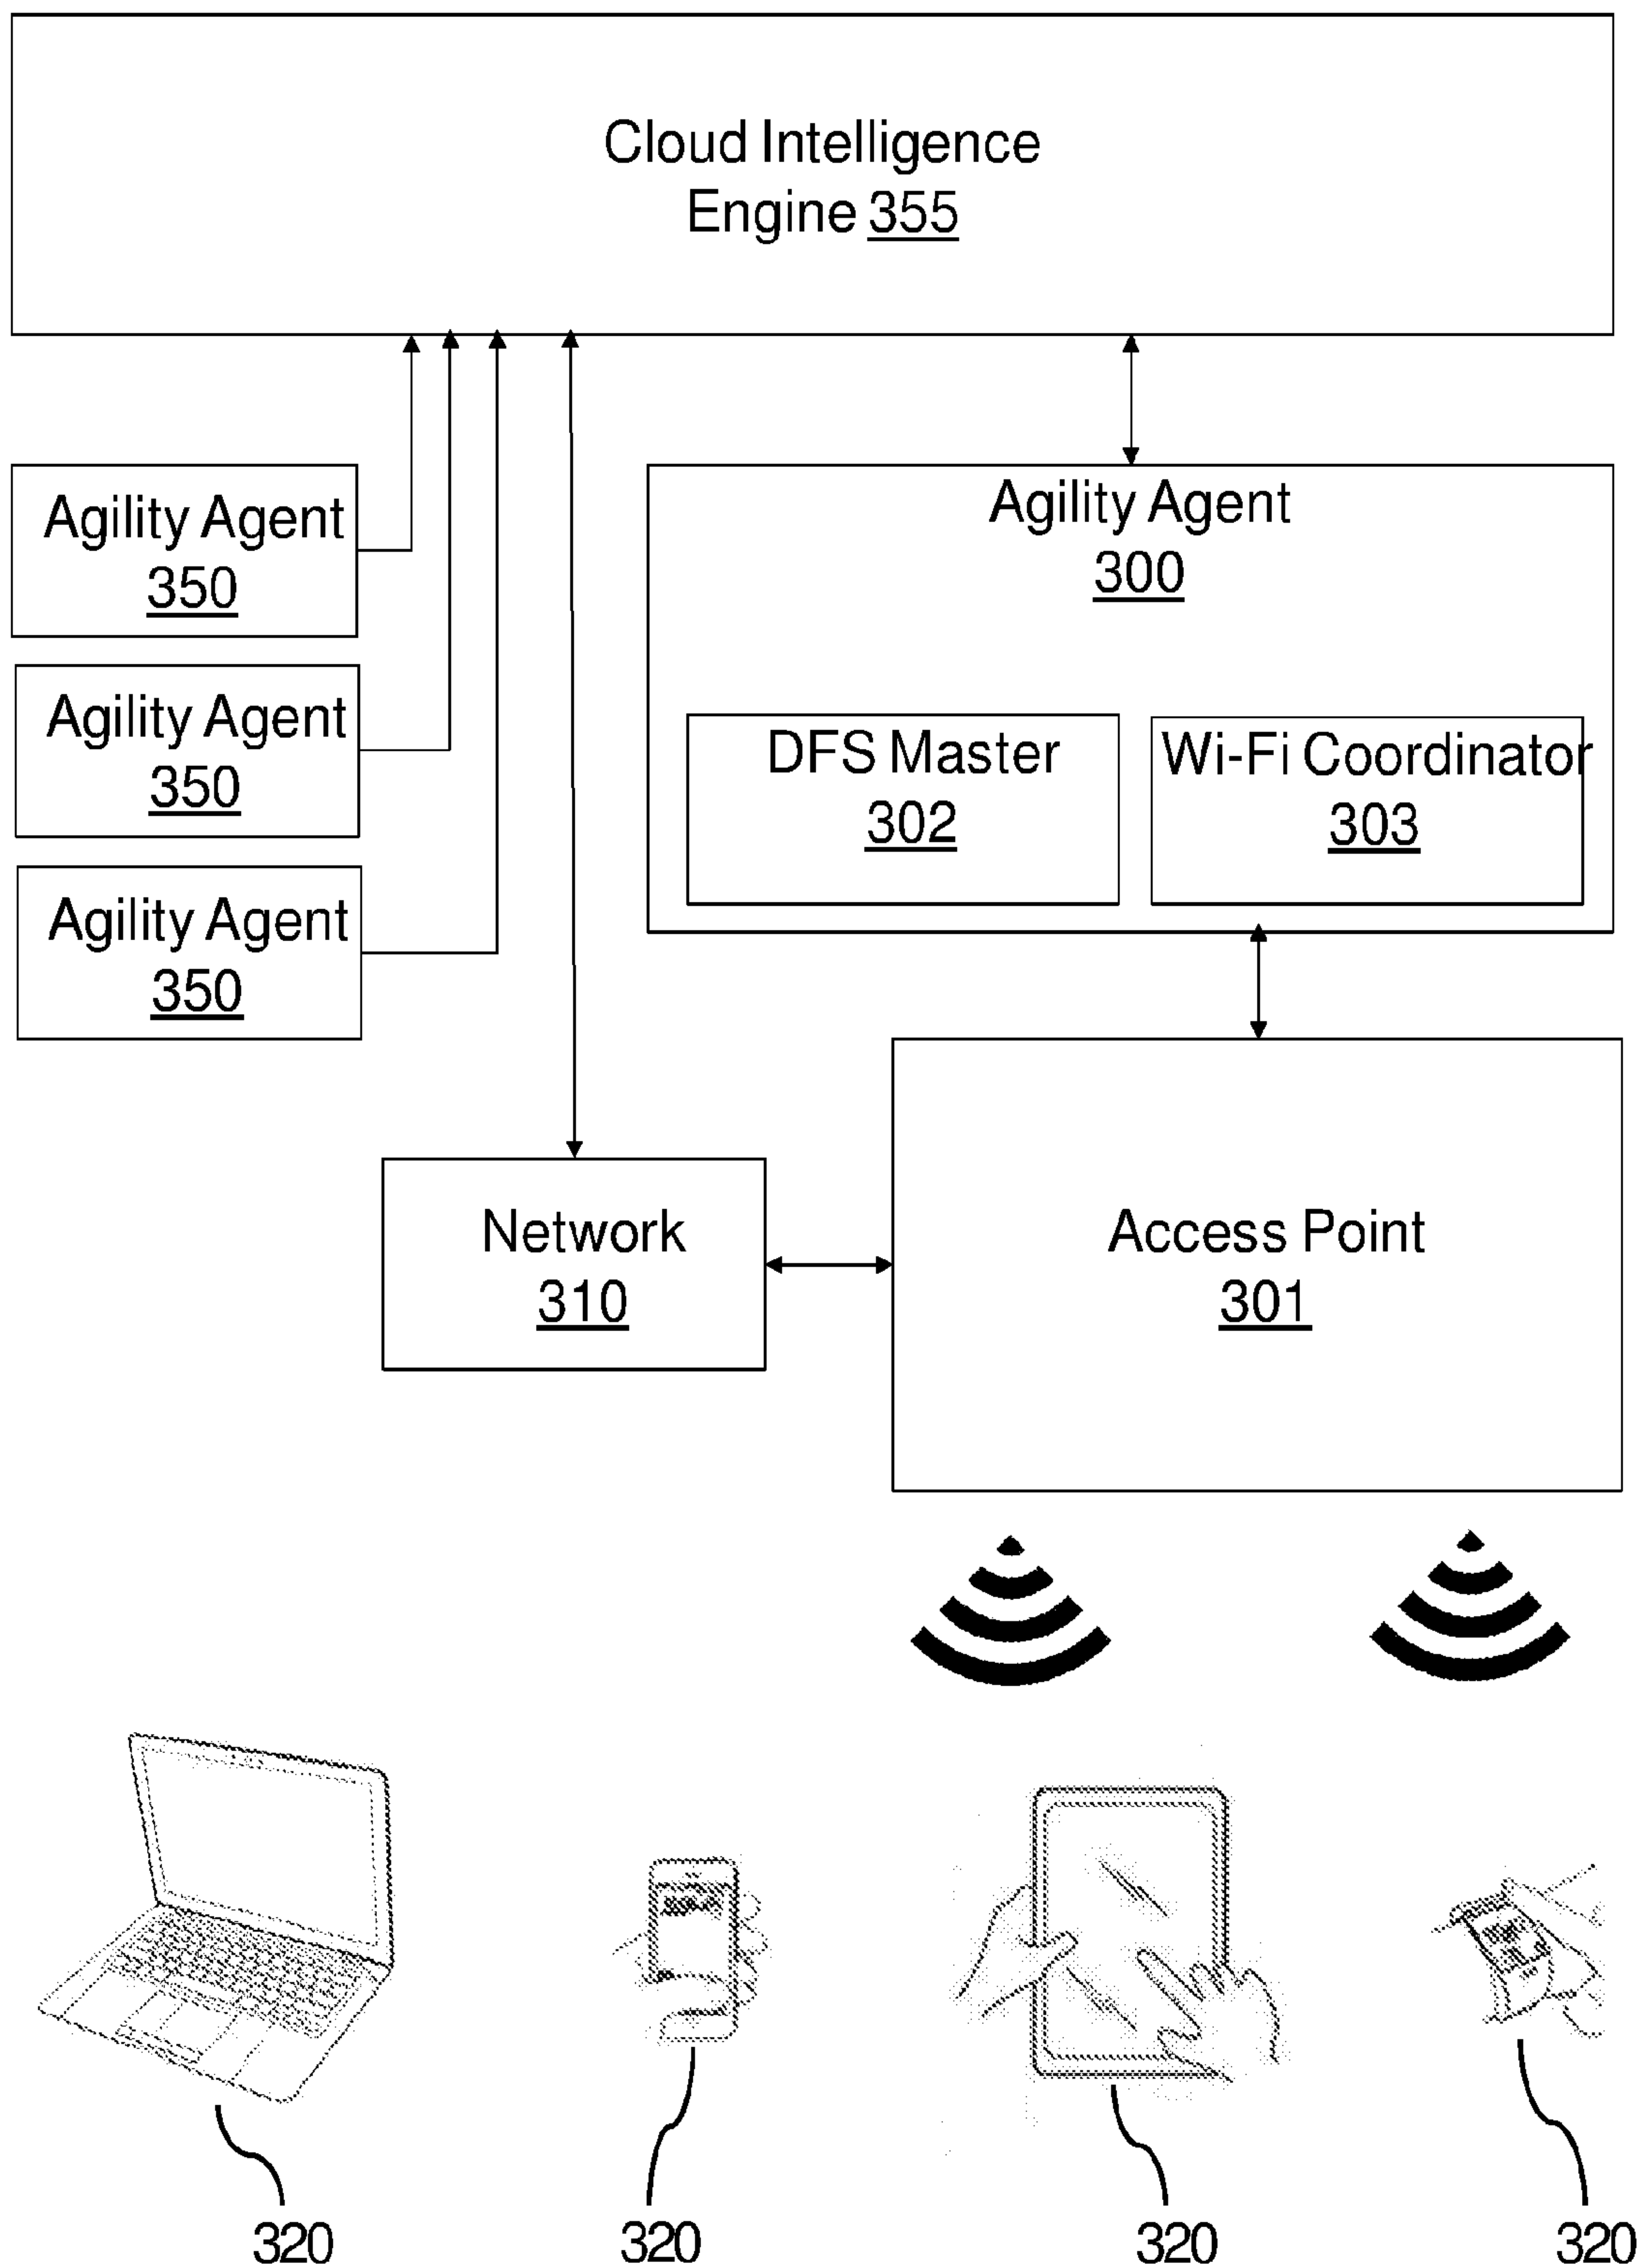 Cloud Intelligence
Engine 355
Agility Agent
350
Agility Agent
350
Agility Agent
350
Agility Agent
300
DFS Master
302
Wi-Fi Coordinator
303
Network
310
Access Point
301
320
320
320
320